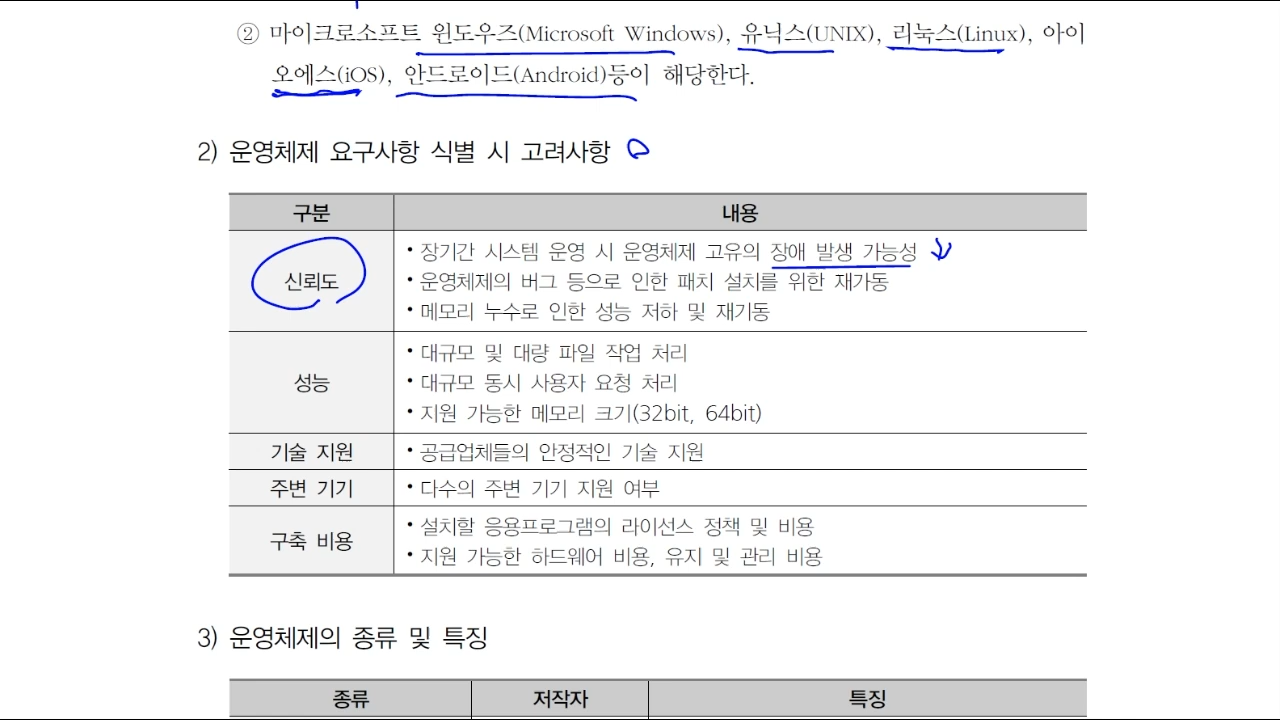 ② 마이크로소프트 윈도우즈(Microsoft Windows), 유닉스(UNIX), 리눅스(Linux), 아이
오에스(iOS), 안드로이드(Android)등이 해당한다.
2) 운영체제 요구사항 식별 시 고려사항
구분 내용
신뢰도
• 장기간 시스템 운영 시 운영체제 고유의 장애 발생 가능성
• 운영체제의 버그 등으로 인한 패치 설치를 위한 재가동
• 메모리 누수로 인한 성능 저하 및 재기동
성능
• 대규모 및 대량 파일 작업 처리
• 대규모 동시 사용자 요청 처리
• 지원 가능한 메모리 크기(32bit, 64bit)
기술 지원 • 공급업체들의 안정적인 기술 지원
주변 기기 • 다수의 주변 기기 지원 여부
구축 비용
• 설치할 응용프로그램의 라이선스 정책 및 비용
• 지원 가능한 하드웨어 비용, 유지 및 관리 비용
3) 운영체제의 종류 및 특징
종류 저작자 특징